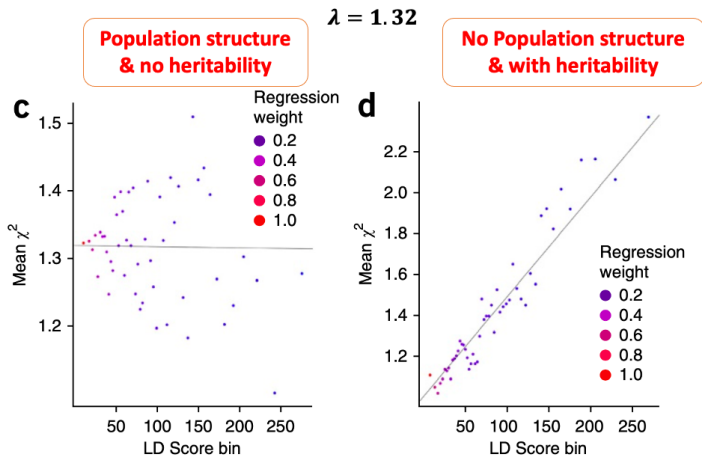 λ = 1.32
Population structure
& no heritability
No Population structure
& with heritability
c
Regression
weight
0.2
0.4
0.6
0.8
1.0
1.5
1.4
1.3
1.2
Mean χ²
50
100
150
200
250
LD Score bin
d
2.2
2.0
1.8
1.6
1.4
1.2
Mean χ²
Regression
weight
0.2
0.4
0.6
0.8
1.0
50
100
150
200
250
LD Score bin